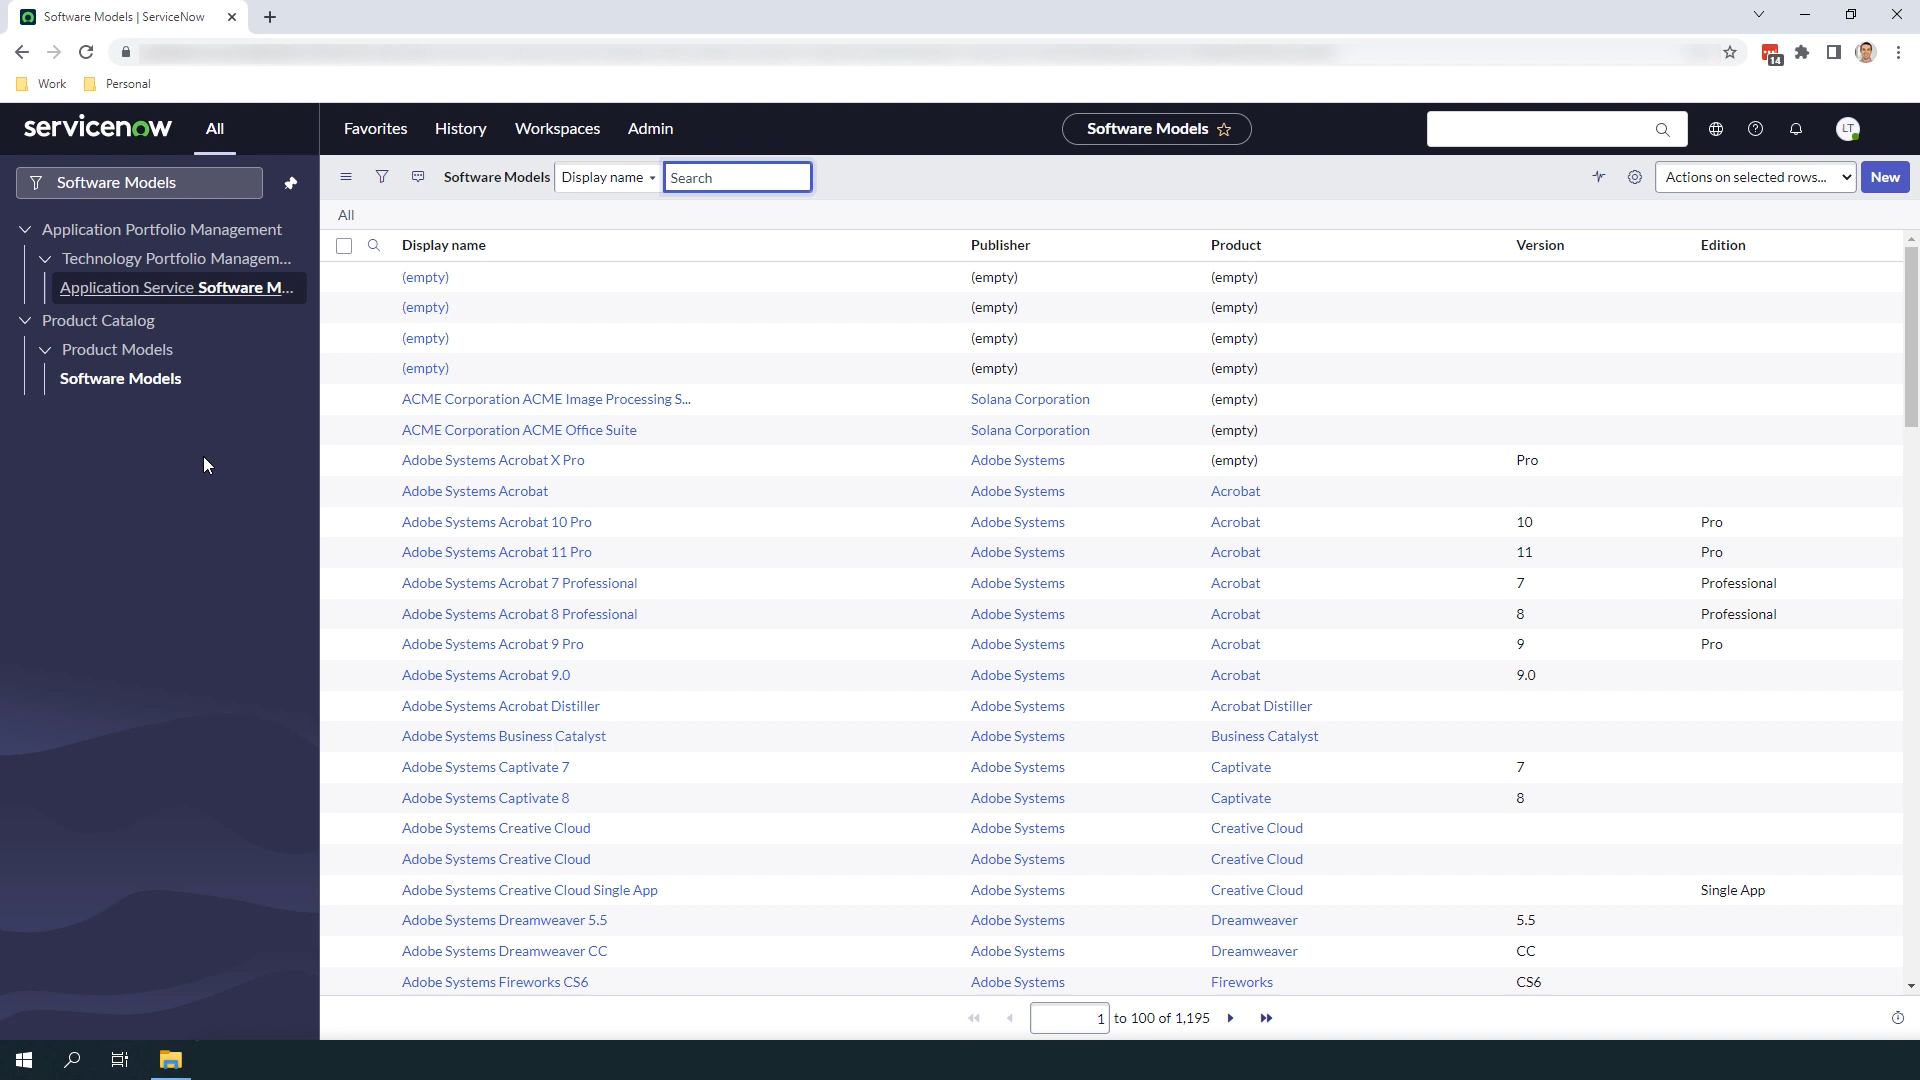 Software Models | ServiceNow
14
Work Personal
servicenow All Favorites History Workspaces Admin Software Models LT
Software Models
Software Models Display name Search Actions on selected rows... New
All
Application Portfolio Management
Technology Portfolio Managem...
Application Service Software M...
Product Catalog
Product Models
Software Models
Display name Publisher Product Version Edition
(empty) (empty) (empty)
(empty) (empty) (empty)
(empty) (empty) (empty)
(empty) (empty) (empty)
ACME Corporation ACME Image Processing S... Solana Corporation (empty)
ACME Corporation ACME Office Suite Solana Corporation (empty)
Adobe Systems Acrobat X Pro Adobe Systems (empty) Pro
Adobe Systems Acrobat Adobe Systems Acrobat
Adobe Systems Acrobat 10 Pro Adobe Systems Acrobat 10 Pro
Adobe Systems Acrobat 11 Pro Adobe Systems Acrobat 11 Pro
Adobe Systems Acrobat 7 Professional Adobe Systems Acrobat 7 Professional
Adobe Systems Acrobat 8 Professional Adobe Systems Acrobat 8 Professional
Adobe Systems Acrobat 9 Pro Adobe Systems Acrobat 9 Pro
Adobe Systems Acrobat 9.0 Adobe Systems Acrobat 9.0
Adobe Systems Acrobat Distiller Adobe Systems Acrobat Distiller
Adobe Systems Business Catalyst Adobe Systems Business Catalyst
Adobe Systems Captivate 7 Adobe Systems Captivate 7
Adobe Systems Captivate 8 Adobe Systems Captivate 8
Adobe Systems Creative Cloud Adobe Systems Creative Cloud
Adobe Systems Creative Cloud Adobe Systems Creative Cloud
Adobe Systems Creative Cloud Single App Adobe Systems Creative Cloud Single App
Adobe Systems Dreamweaver 5.5 Adobe Systems Dreamweaver 5.5
Adobe Systems Dreamweaver CC Adobe Systems Dreamweaver CC
Adobe Systems Fireworks CS6 Adobe Systems Fireworks CS6
1 to 100 of 1,195